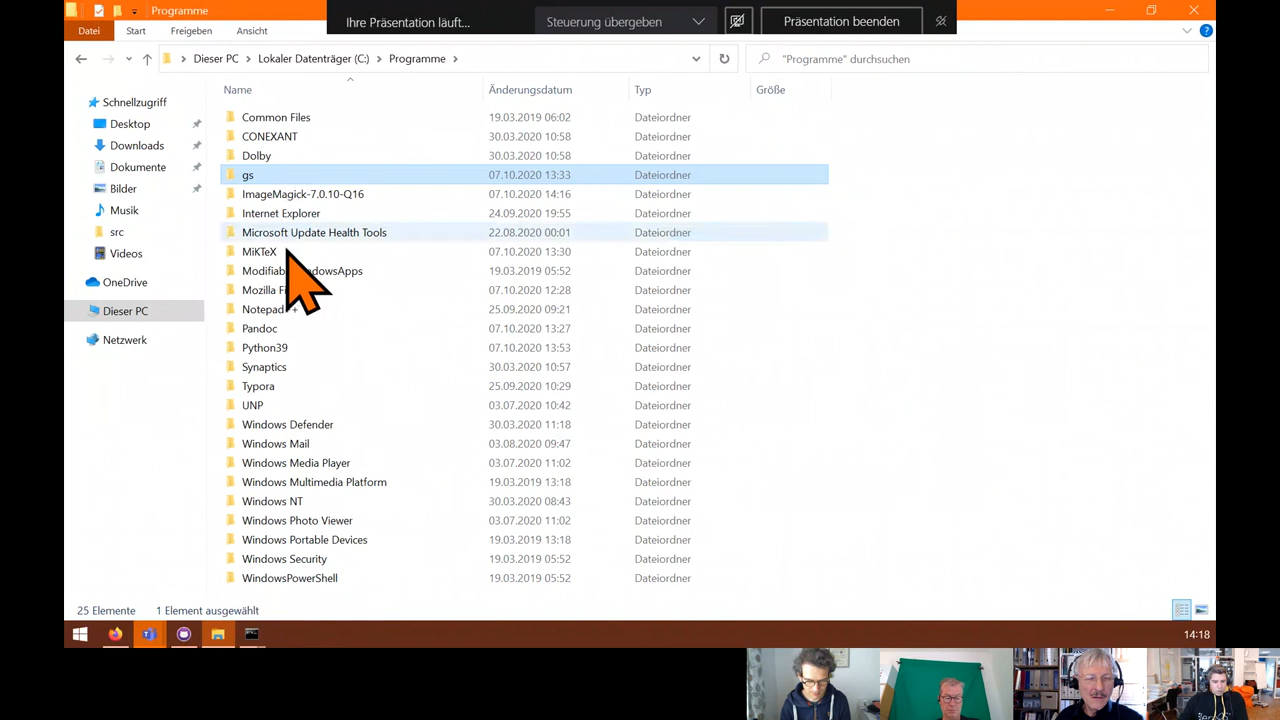 Programme
Ihre Präsentation läuft...
Steuerung übergeben
Präsentation beenden
Datei Start Freigeben Ansicht
Dieser PC Lokaler Datenträger (C:) Programme
"Programme" durchsuchen
Name Änderungsdatum Typ Größe
Schnellzugriff
Desktop
Downloads
Dokumente
Bilder
Musik
src
Videos
OneDrive
Dieser PC
Netzwerk
Common Files 19.03.2019 06:02 Dateiordner
CONEXANT 30.03.2020 10:58 Dateiordner
Dolby 30.03.2020 10:58 Dateiordner
gs 07.10.2020 13:33 Dateiordner
ImageMagick-7.0.10-Q16 07.10.2020 14:16 Dateiordner
Internet Explorer 24.09.2020 19:55 Dateiordner
Microsoft Update Health Tools 22.08.2020 00:01 Dateiordner
MiKTeX 07.10.2020 13:30 Dateiordner
19.03.2019 05:52 Dateiordner
Mozilla 07.10.2020 12:28 Dateiordner
25.09.2020 09:21 Dateiordner
Pandoc 07.10.2020 13:27 Dateiordner
Python39 07.10.2020 13:53 Dateiordner
Synaptics 30.03.2020 10:57 Dateiordner
Typora 25.09.2020 10:29 Dateiordner
UNP 03.07.2020 10:42 Dateiordner
Windows Defender 30.03.2020 11:18 Dateiordner
Windows Mail 03.08.2020 09:47 Dateiordner
Windows Media Player 03.07.2020 11:02 Dateiordner
Windows Multimedia Platform 19.03.2019 13:18 Dateiordner
Windows NT 30.03.2020 08:43 Dateiordner
Windows Photo Viewer 03.07.2020 11:02 Dateiordner
Windows Portable Devices 19.03.2019 13:18 Dateiordner
Windows Security 19.03.2019 05:52 Dateiordner
WindowsPowerShell 19.03.2019 05:52 Dateiordner
25 Elemente 1 Element ausgewählt
14:18